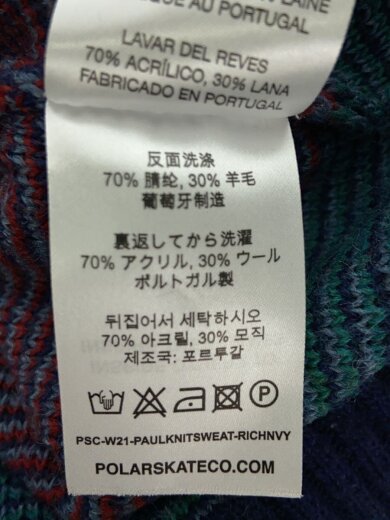 LAINE
AU PORTUGAL
LAVAR DEL REVES
70% ACRÍLICO, 30% LANA
FABRICADO EN PORTUGAL
反面洗涤
70% 腈纶, 30% 羊毛
葡萄牙制造
裏返してから洗濯
70% アクリル, 30% ウール
ポルトガル製
뒤집어서 세탁하시오
70% 아크릴, 30% 모직
제조국: 포르투갈
P
PSC-W21-PAULKNITSWEAT-RICHNVY
POLARSKATECO.COM